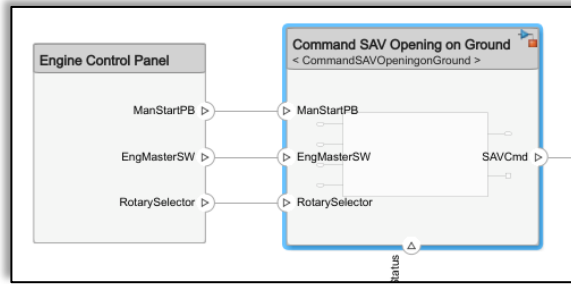 Engine Control Panel
ManStartPB
EngMasterSW
RotarySelector
Command SAV Opening on Ground
< CommandSAVOpeningonGround >
ManStartPB
EngMasterSW
RotarySelector
SAVCmd